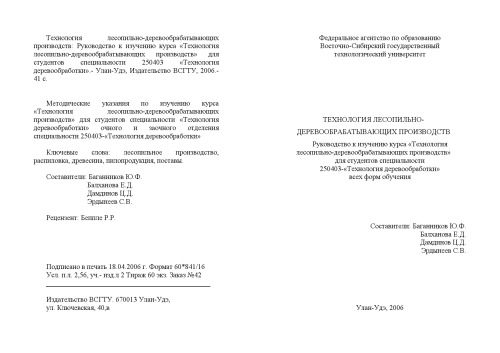 Технология лесопильно-деревообрабатывающих
производств: Руководство к изучению курса «Технология
лесопильно-деревообрабатывающих производств» для
студентов специальности 250403 «Технология
деревообработки».- Улан-Удэ, Издательство ВСГТУ, 2006.-
41 с.
Методические указания по изучению курса
«Технология лесопильно-деревообрабатывающих
производств» для студентов специальности «Технология
деревообработки» очного и заочного отделения
специальности 250403-«Технология деревообработки»
Ключевые слова: лесопильное производство,
распиловка, древесина, пилопродукция, поставы.
Составители: Баганников Ю.Ф.
Балханова Е.Д.
Дамдинов Ц.Д.
Эрдынеев С.В.
Рецензент: Беппле Р.Р.
Подписано в печать 18.04.2006 г. Формат 60*841/16
Усл. п.л. 2,56, уч.- изд.л 2 Тираж 60 экз. Заказ №42
Издательство ВСГТУ. 670013 Улан-Удэ,
ул. Ключевская, 40,в
Федеральное агентство по образованию
Восточно-Сибирский государственный
технологический университет
ТЕХНОЛОГИЯ ЛЕСОПИЛЬНО-
ДЕРЕВООБРАБАТЫВАЮЩИХ ПРОИЗВОДСТВ
Руководство к изучению курса «Технология
лесопильно-деревообрабатывающих производств»
для студентов специальности
250403-«Технология деревообработки»
всех форм обучения
Составители: Баганников Ю.Ф.
Балханова Е.Д.
Дамдинов Ц.Д.
Эрдынеев С.В.
Улан-Удэ, 2006